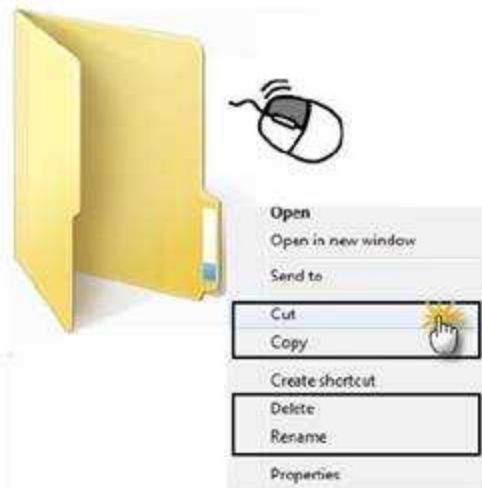 Open
Open in new window
Send to
Cut
Copy
Create shortcut
Delete
Rename
Properties